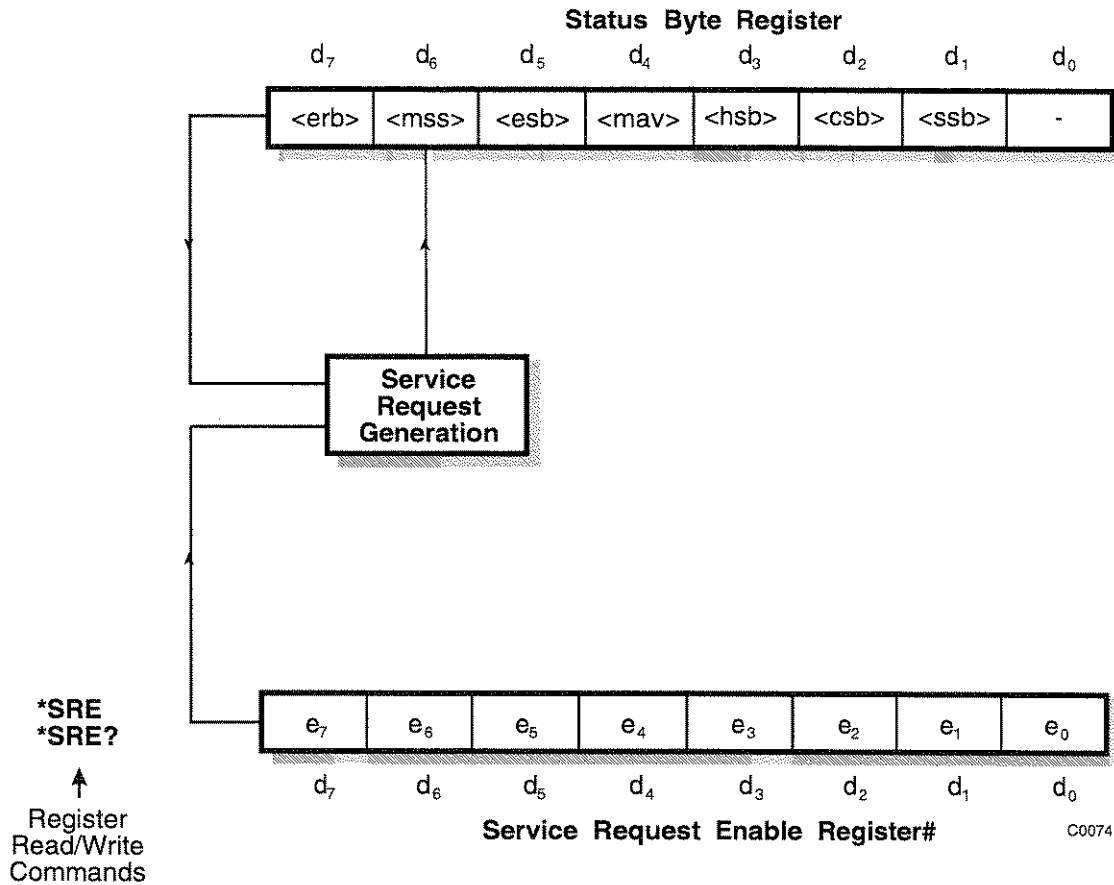 Status Byte Register
d₇ d₆ d₅ d₄ d₃ d₂ d₁ d₀
<erb> <mss> <esb> <mav> <hsb> <csb> <ssb> -
Service
Request
Generation
*SRE
*SRE?
Register
Read/Write
Commands
e₇ e₆ e₅ e₄ e₃ e₂ e₁ e₀
d₇ d₆ d₅ d₄ d₃ d₂ d₁ d₀
Service Request Enable Register#
C0074